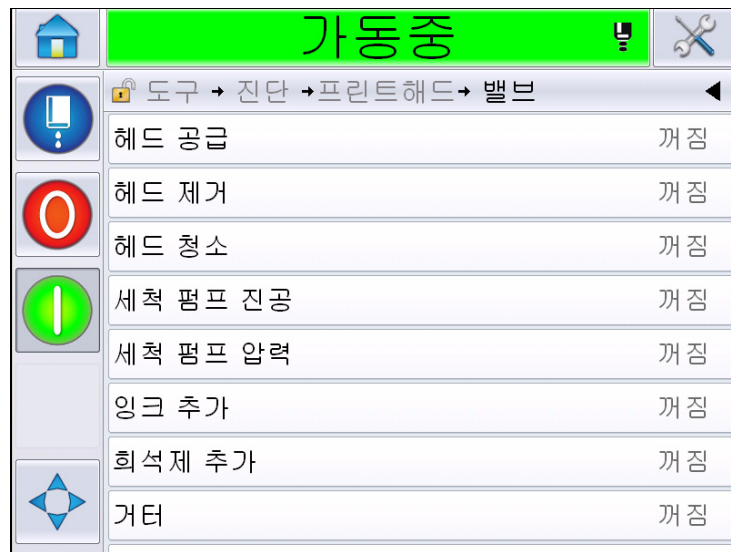 가동중
도구 → 진단 → 프린트헤드 → 밸브
헤드 공급 꺼짐
헤드 제거 꺼짐
헤드 청소 꺼짐
세척 펌프 진공 꺼짐
세척 펌프 압력 꺼짐
잉크 추가 꺼짐
희석제 추가 꺼짐
거터 꺼짐